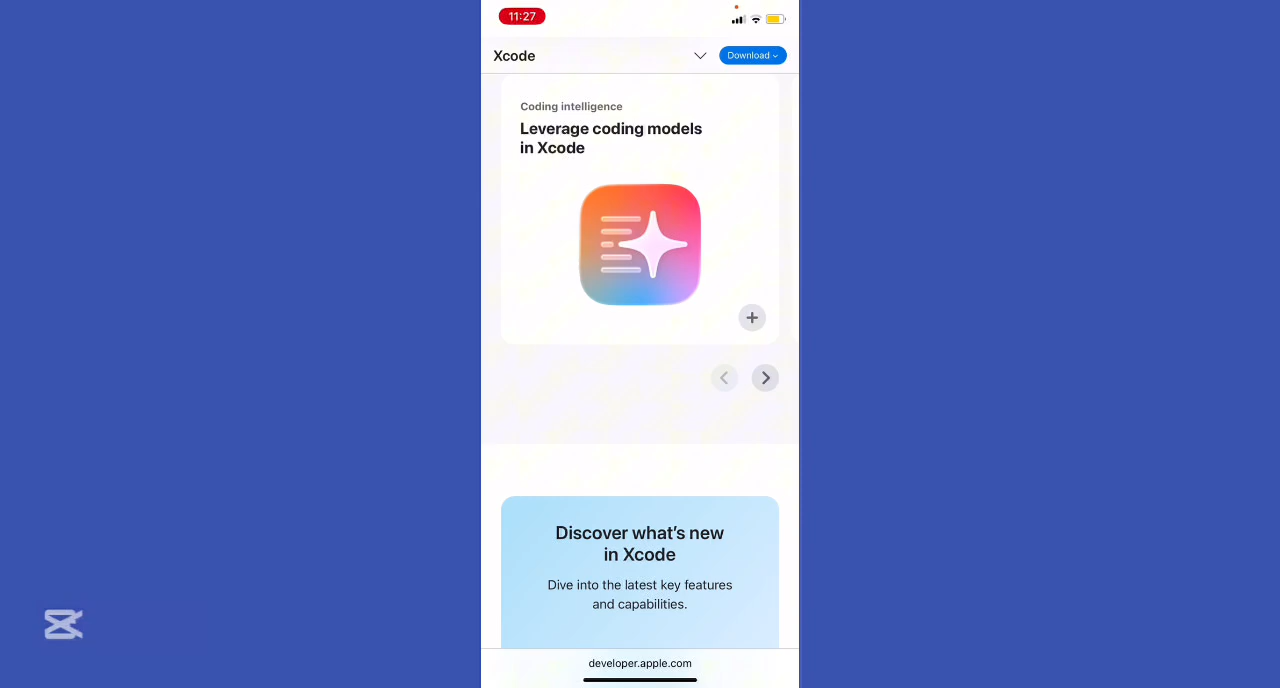 11:27
Xcode
Download
Coding intelligence
Leverage coding models
in Xcode
Discover what's new
in Xcode
Dive into the latest key features
and capabilities.
developer.apple.com